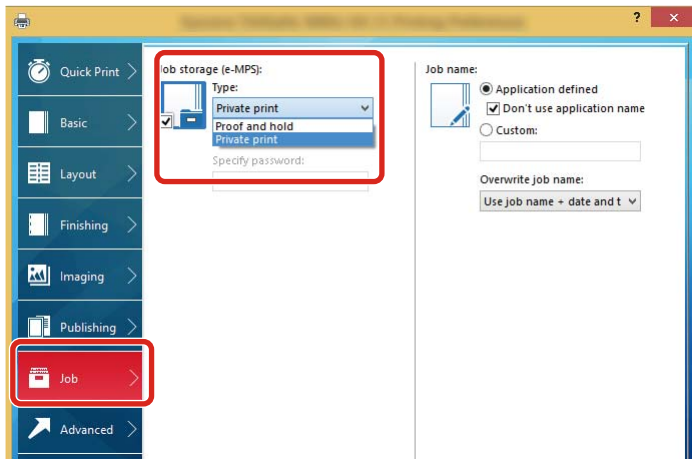 ?
Quick Print
Basic
Layout
Finishing
Imaging
Publishing
Job
Advanced
Job storage (e-MPS):
Type:
Private print
Proof and hold
Private print
Specify password:
Job name:
Application defined
Don't use application name
Custom:
Overwrite job name:
Use job name + date and t